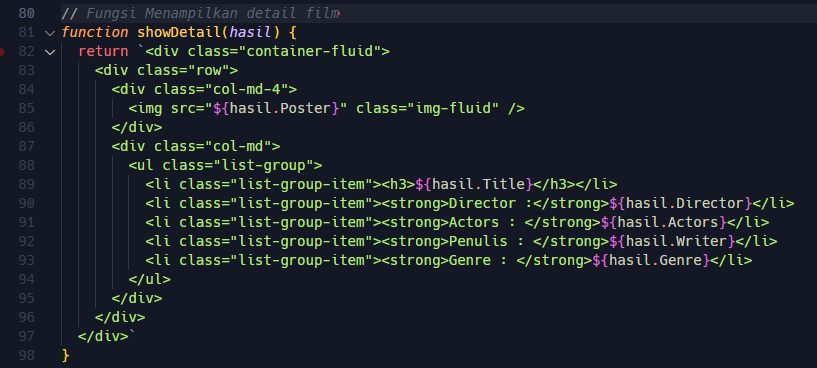 80 // Fungsi Menampilkan detail film
81 function showDetail(hasil) {
82 return `<div class="container-fluid">
83 <div class="row">
84 <div class="col-md-4">
85 <img src="${hasil.Poster}" class="img-fluid" />
86 </div>
87 <div class="col-md">
88 <ul class="list-group">
89 <li class="list-group-item"><h3>${hasil.Title}</h3></li>
90 <li class="list-group-item"><strong>Director :</strong>${hasil.Director}</li>
91 <li class="list-group-item"><strong>Actors : </strong>${hasil.Actors}</li>
92 <li class="list-group-item"><strong>Penulis : </strong>${hasil.Writer}</li>
93 <li class="list-group-item"><strong>Genre : </strong>${hasil.Genre}</li>
94 </ul>
95 </div>
96 </div>
97 </div>`
98 }